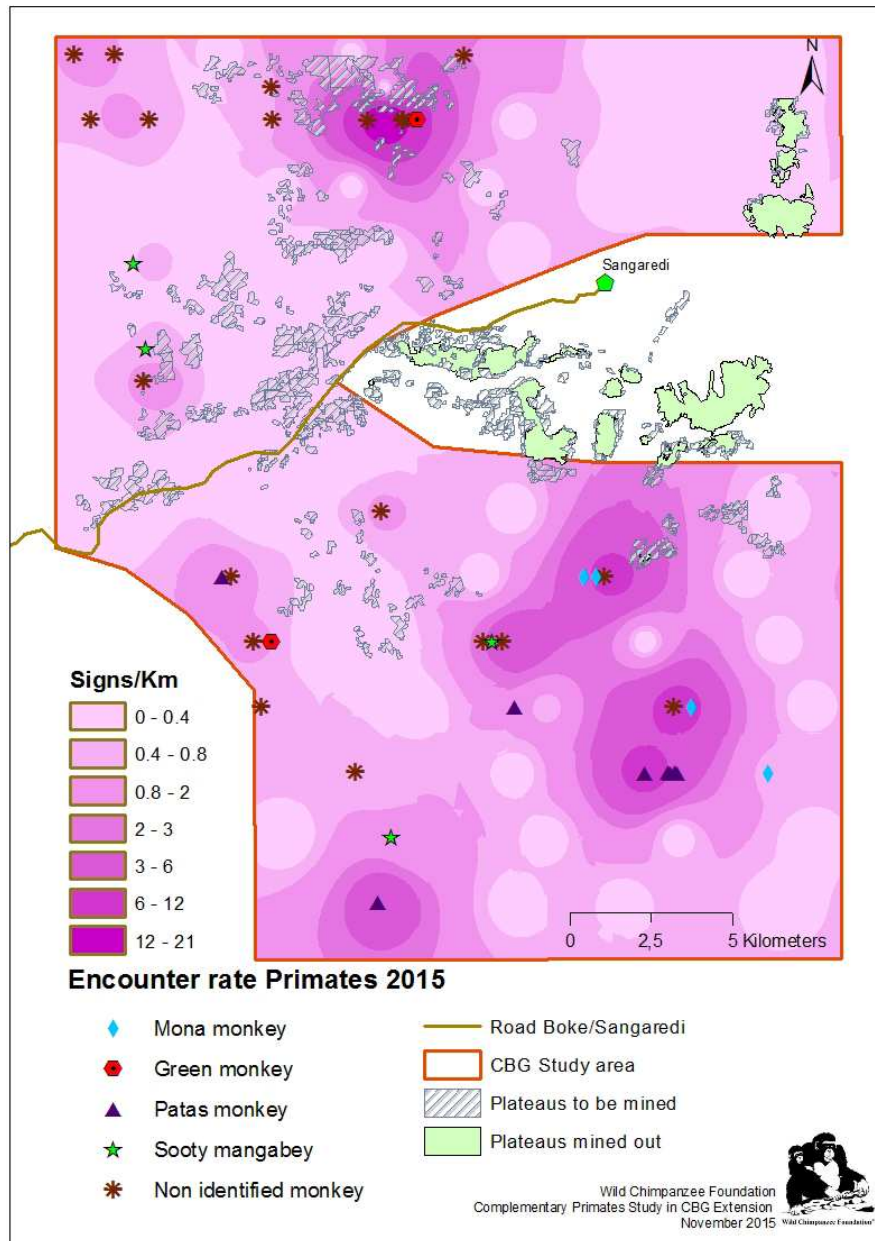 N
Sangaredi
Signs/Km
0 - 0.4
0.4 - 0.8
0.8 - 2
2 - 3
3 - 6
6 - 12
12 - 21
0 2,5 5 Kilometers
Encounter rate Primates 2015
Mona monkey
Green monkey
Patas monkey
Sooty mangabey
Non identified monkey
Road Boke/Sangaredi
CBG Study area
Plateaus to be mined
Plateaus mined out
Wild Chimpanzee Foundation
Complementary Primates Study in CBG Extension
November 2015
Wild Chimpanzee Foundation